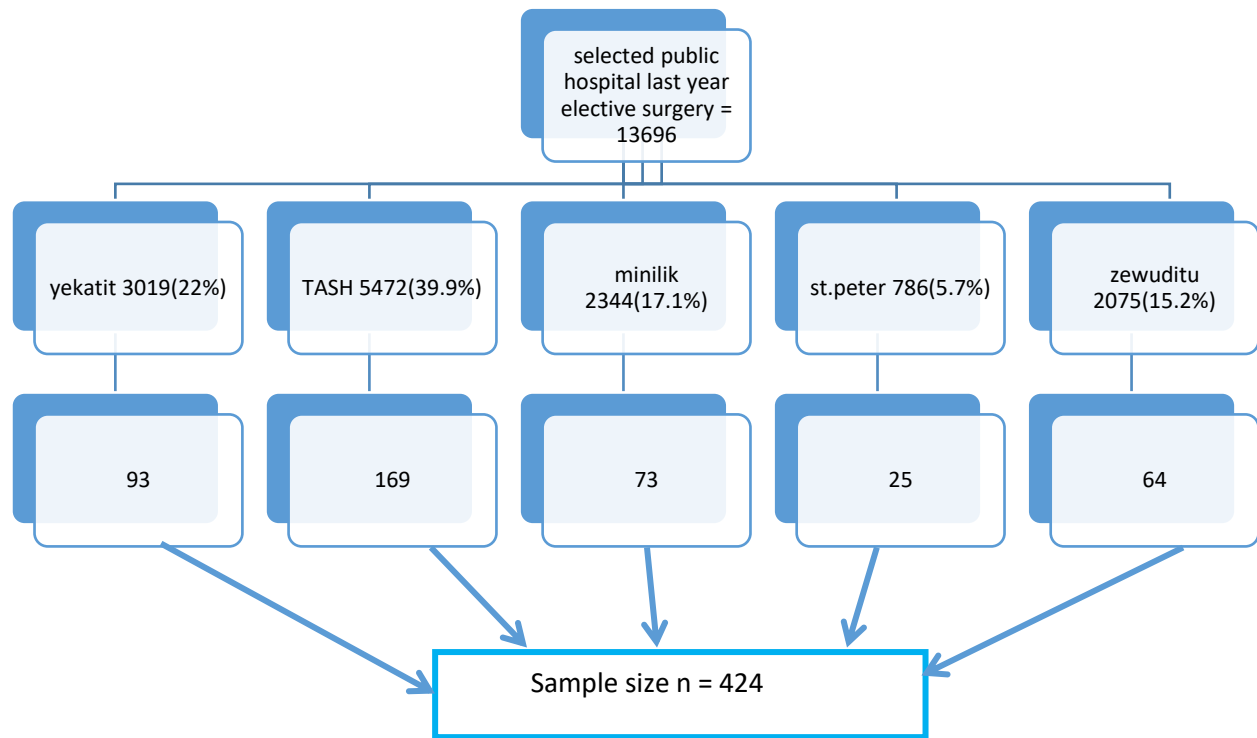 selected public
hospital last year
elective surgery =
13696
yekatit 3019(22%)
TASH 5472(39.9%)
minilik
2344(17.1%)
st.peter 786(5.7%)
zewuditu
2075(15.2%)
93
169
73
25
64
Sample size n = 424